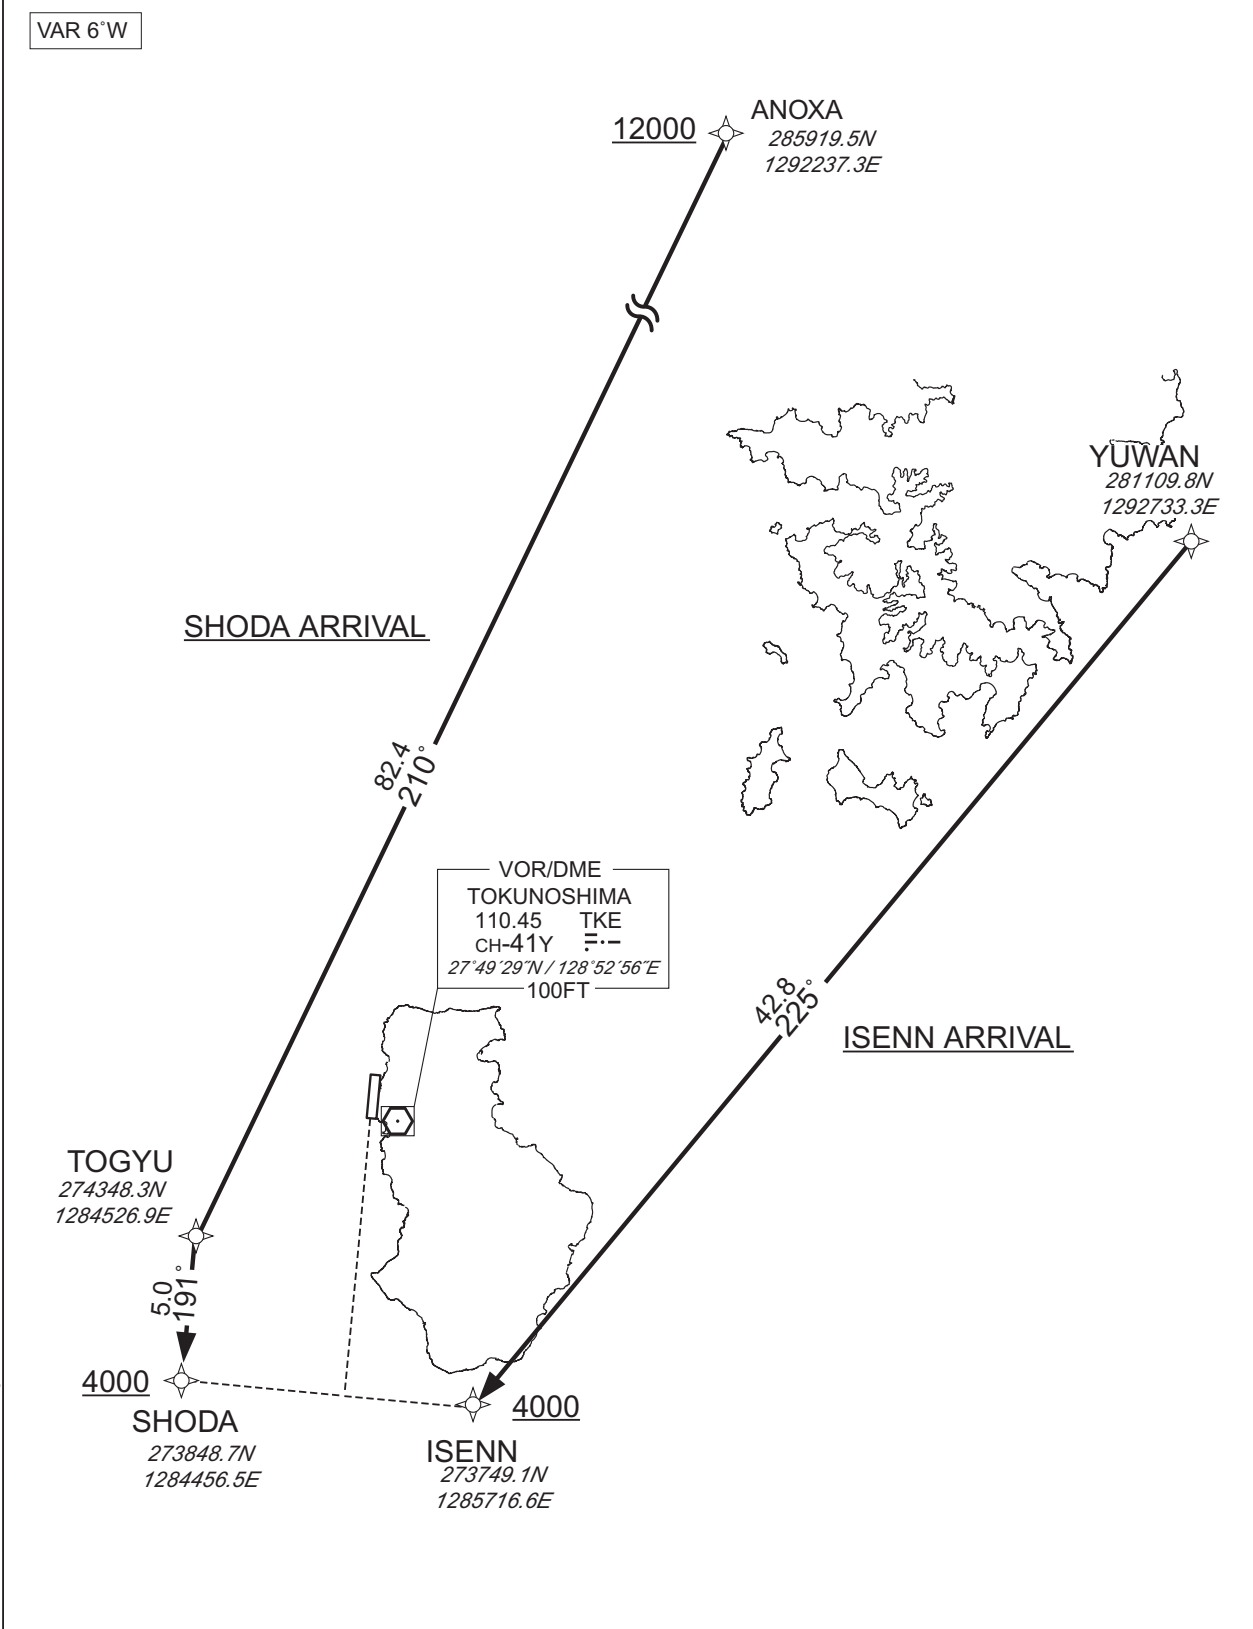 VAR 6°W
12000
ANOXA
285919.5N
1292237.3E
YUWAN
281109.8N
1292733.3E
SHODA ARRIVAL
82.4
210°
VOR/DME
TOKUNOSHIMA
110.45 TKE
CH-41Y
27°49′29″N / 128°52′56″E
100FT
42.8
225°
ISENN ARRIVAL
TOGYU
274348.3N
1284526.9E
5.0
191°
4000
SHODA
273848.7N
1284456.5E
4000
ISENN
273749.1N
1285716.6E